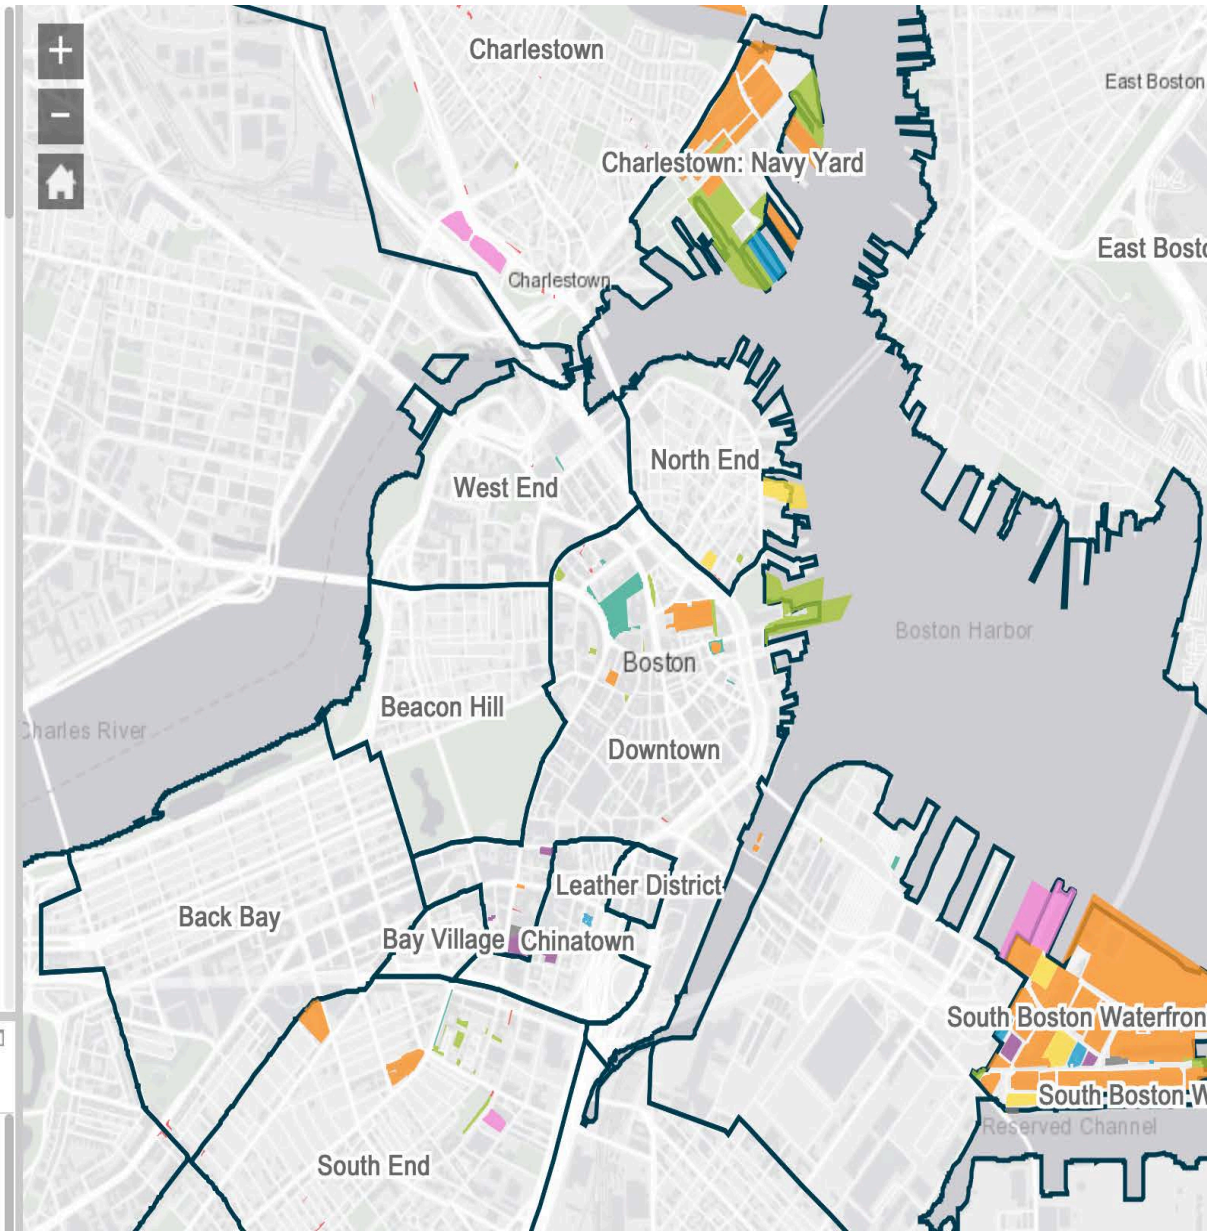 +
Charlestown
−
East Boston
Charlestown: Navy Yard
East Bosto
Charlestown
North End
West End
Boston Harbor
Boston
Beacon Hill
Charles River
Downtown
Leather District
Back Bay
Bay Village
Chinatown
South Boston Waterfron
South Boston W
Reserved Channel
South End